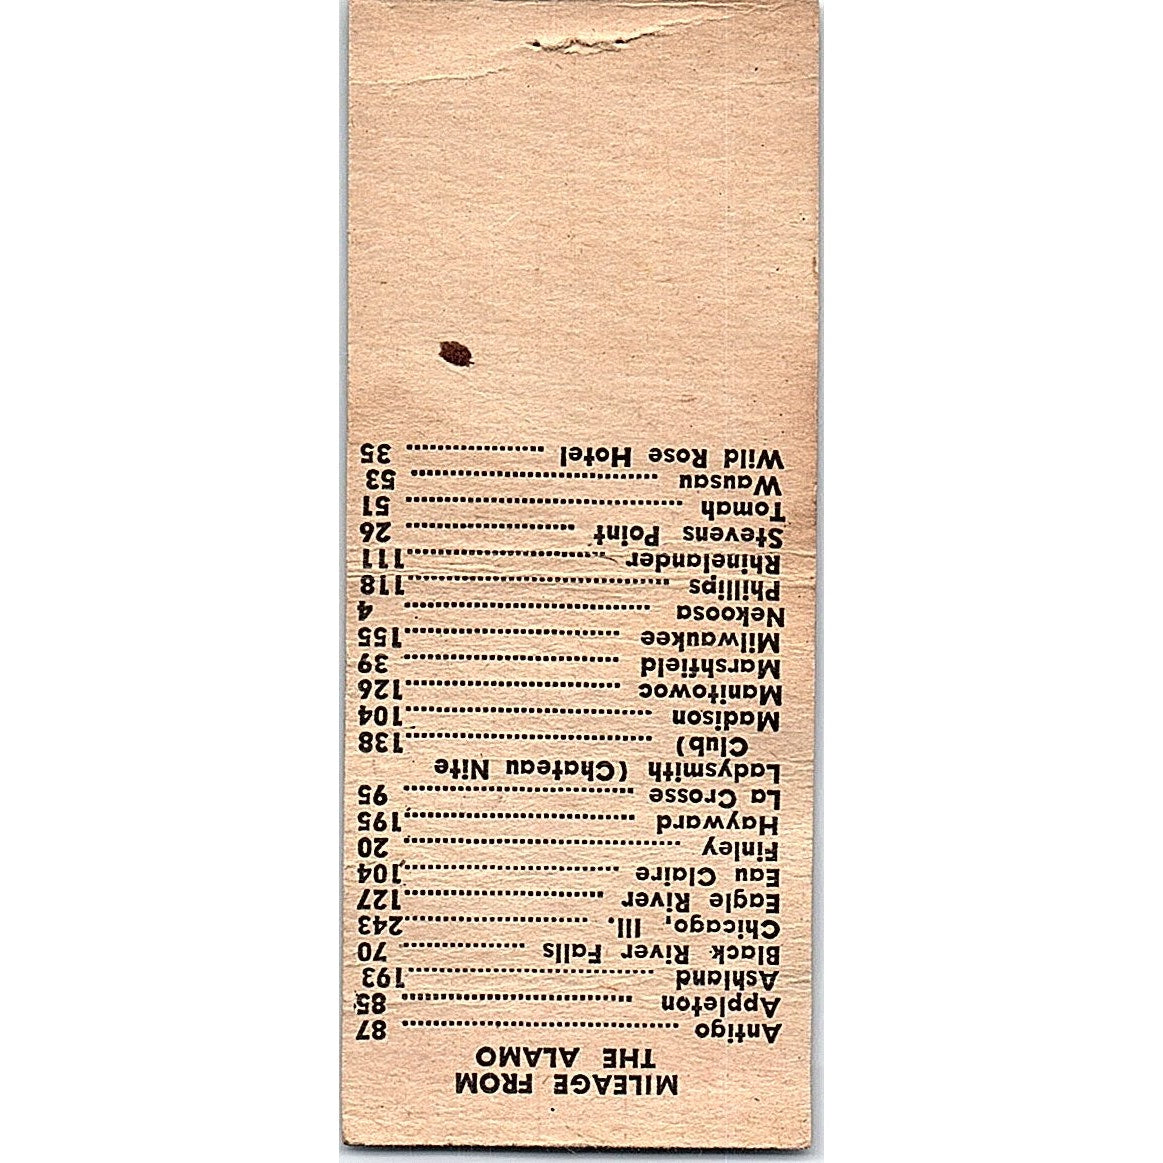 MILEAGE FROM
THE ALAMO
Antigo ........................ 87
Appleton ........................ 85
Ashland ........................ 193
Black River Falls ............. 70
Chicago, Ill. ................... 243
Eagle River .................... 127
Eau Claire ..................... 104
Finley ........................ 20
Hayward ........................ 195
La Crosse ...................... 95
Ladysmith (Chateau Nite
Club) ........................ 138
Madison ........................ 104
Manitowoc ...................... 126
Marshfield ..................... 39
Milwaukee ...................... 155
Nekoosa ........................ 4
Phillips ........................ 118
Rhinelander .................... 111
Stevens Point .................. 26
Tomah ........................ 51
Wausau ........................ 53
Wild Rose Hotel ............... 35